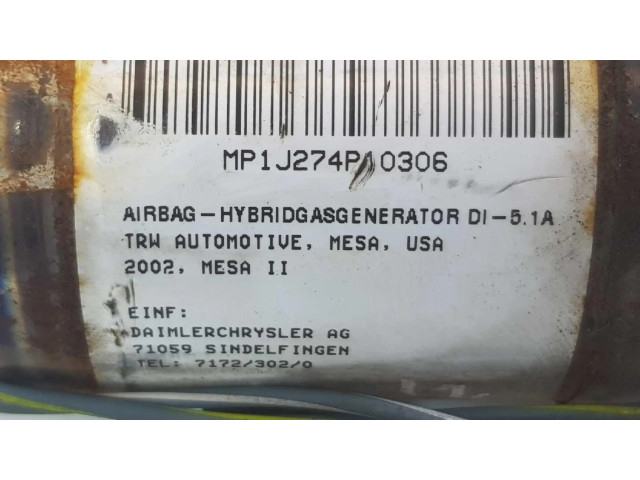 MP1J274PA0306
AIRBAG-HYBRIDGASGENERATOR DI-5.1A
TRW AUTOMOTIVE, MESA, USA
2002, MESA II
EINF:
DAIMLERCHRYSLER AG
71059 SINDELFINGEN
TEL: 7172/302/0